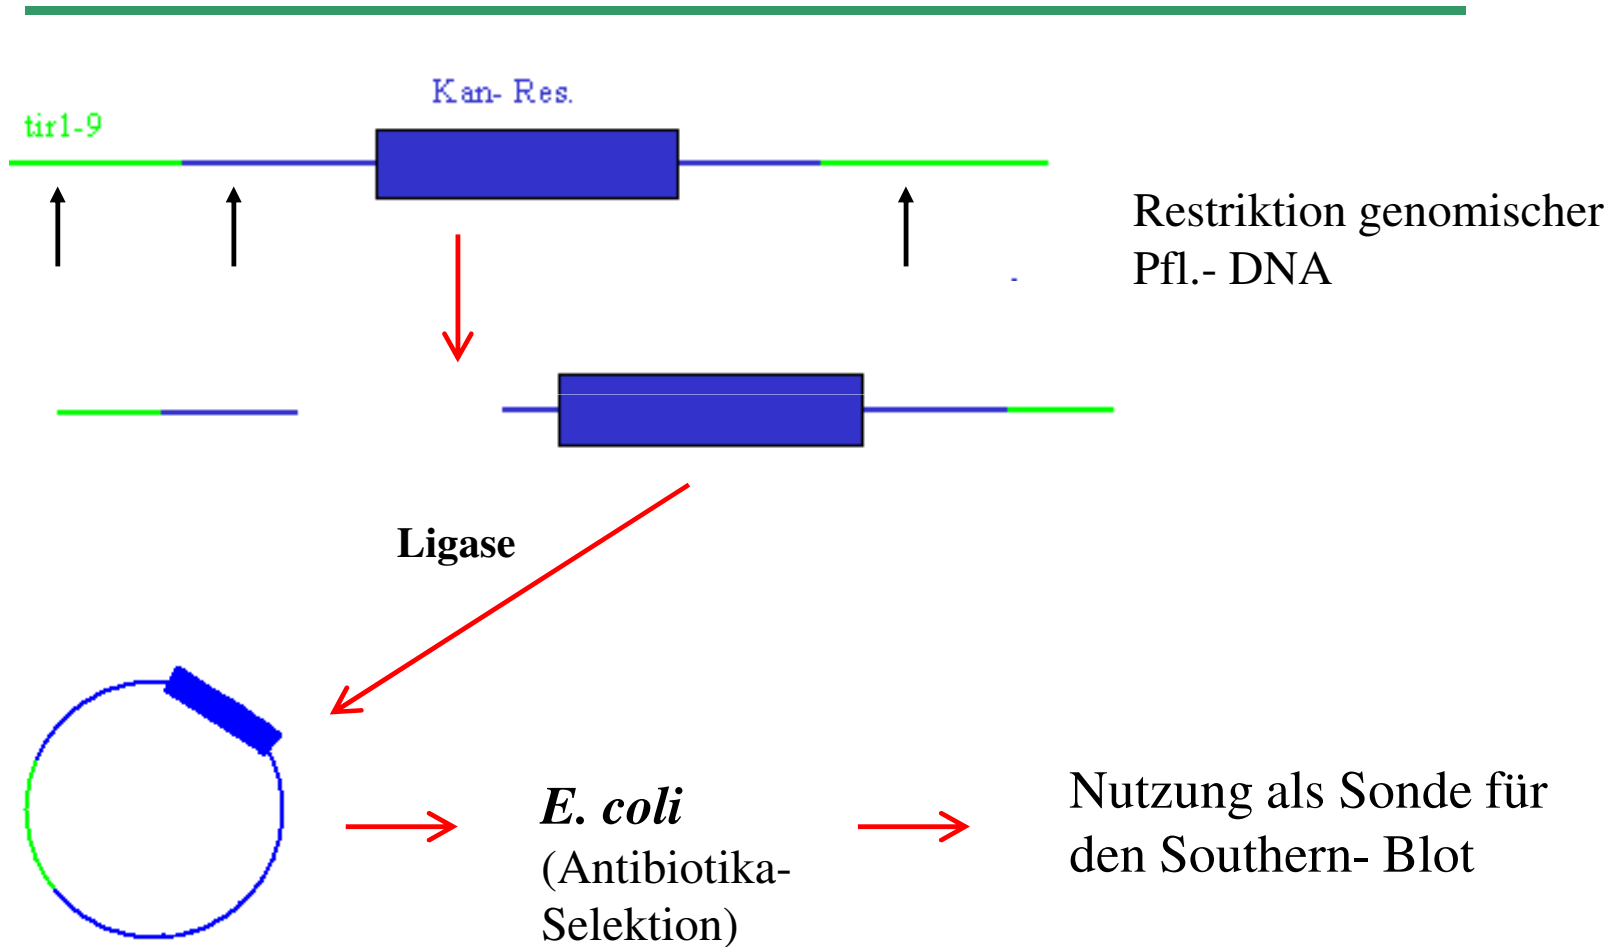 Kan- Res.
tir1-9
Restriktion genomischer
Pfl.- DNA
-
Ligase
E. coli
(Antibiotika-
Selektion)
Nutzung als Sonde für
den Southern- Blot